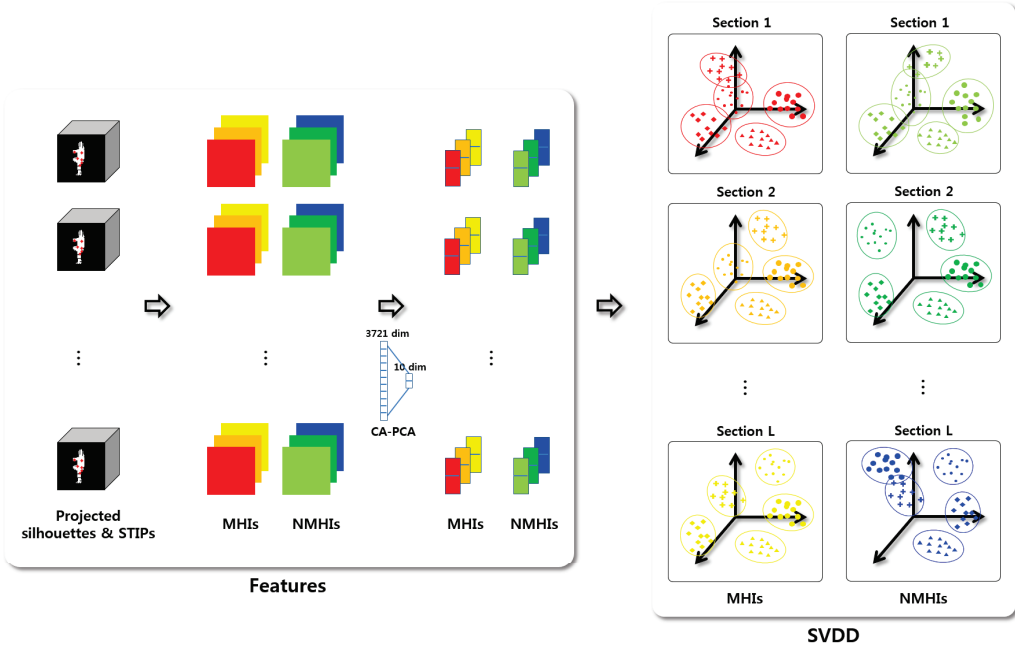 Section 1
Section 1
Section 2
Section 2
3721 dim
10 dim
CA-PCA
Section L
Section L
Projected
silhouettes & STIPs
MHIs
NMHIs
MHIs
NMHIs
Features
MHIs
NMHIs
SVDD